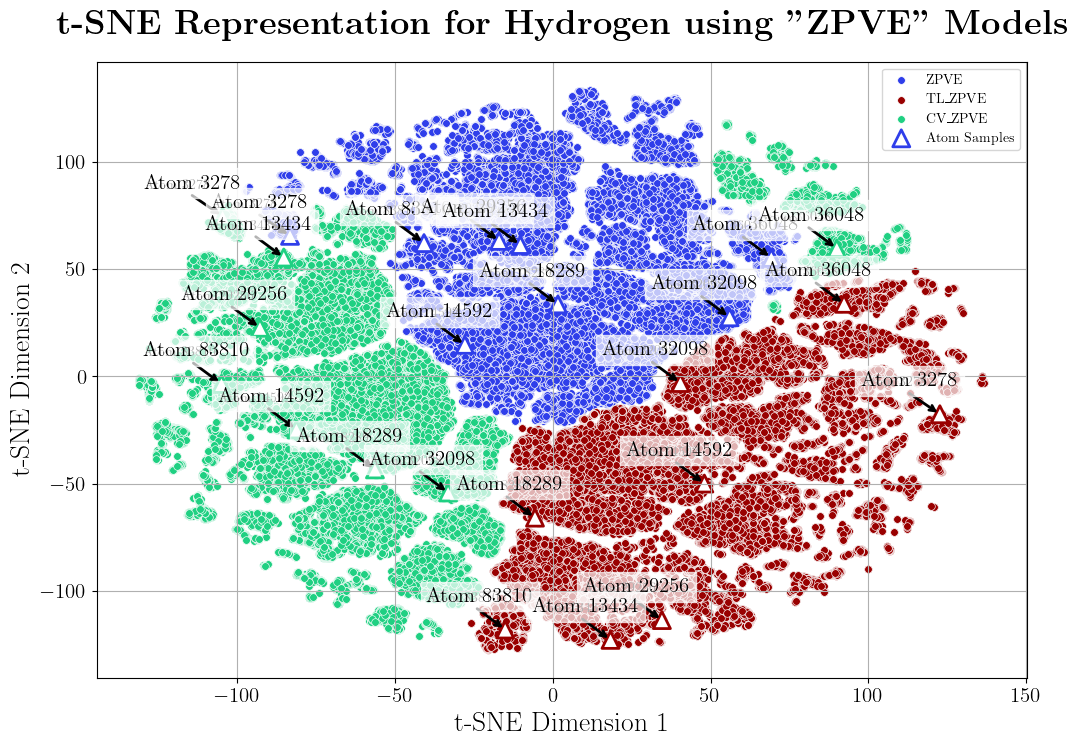 t-SNE Representation for Hydrogen using "ZPVE" Models
ZPVE
TL_ZPVE
CV_ZPVE
Atom Samples
t-SNE Dimension 2
100
50
0
−50
−100
Atom 3278
Atom 3278
Atom 13434
Atom 13434
Atom 36048
Atom 36048
Atom 18289
Atom 32098
Atom 29256
Atom 14592
Atom 83810
Atom 32098
Atom 3278
Atom 14592
Atom 18289
Atom 14592
Atom 32098
Atom 18289
Atom 29256
Atom 83810
Atom 13434
−100
−50
0
50
100
150
t-SNE Dimension 1